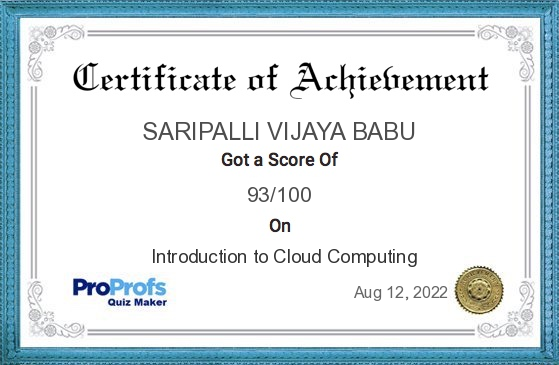 Certificate of Achievement
SARIPALLI VIJAYA BABU
Got a Score Of
93/100
On
Introduction to Cloud Computing
ProProfs
Quiz Maker
Aug 12, 2022